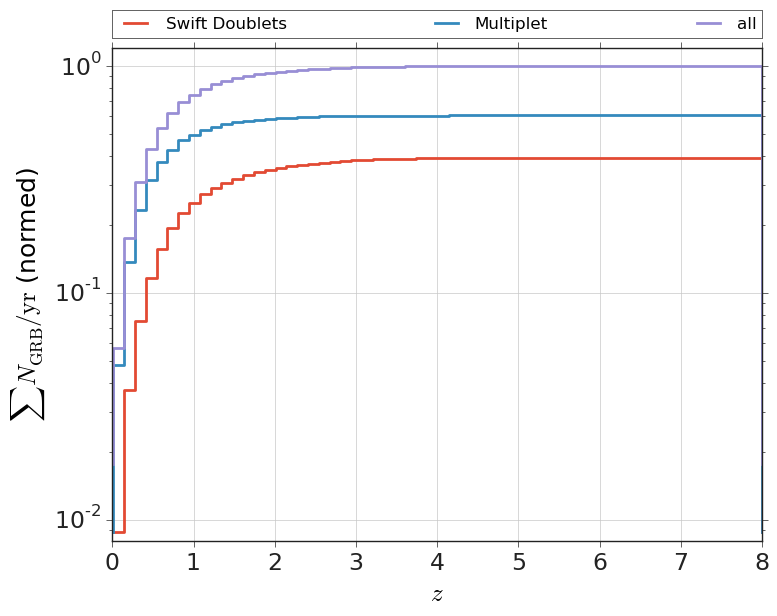 Swift Doublets Multiplet all
10^0
10^-1
10^-2
∑ N_GRB/yr (normed)
0 1 2 3 4 5 6 7 8
z